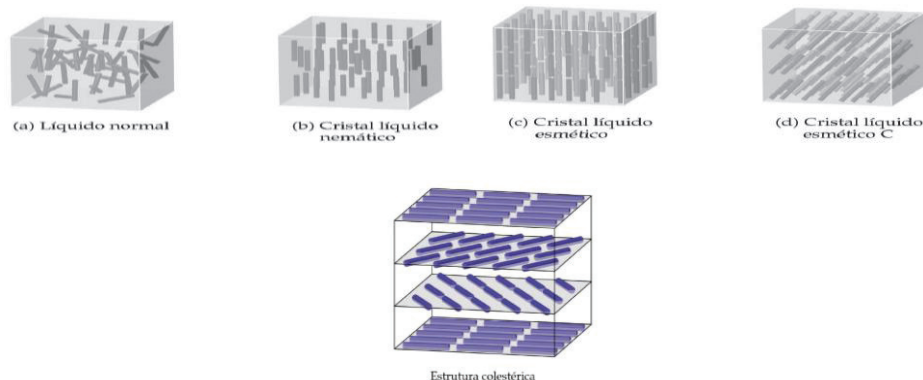 (a) Líquido normal
(b) Cristal líquido
nemático
(c) Cristal líquido
esmético
(d) Cristal líquido
esmético C
Estrutura colestérica